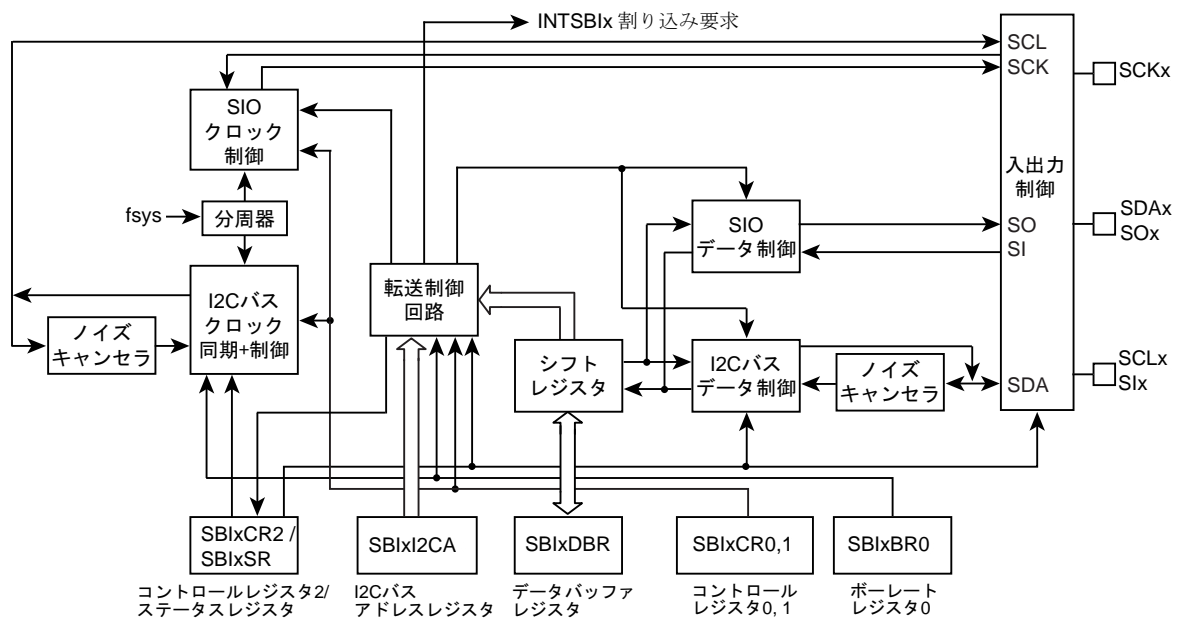 INTSBIx 割り込み要求
SCL
SCK
SCKx
SIO
クロック
制御
入出力
制御
fsys
分周器
SIO
データ制御
SO
SI
SDAx
SOx
I2Cバス
クロック
同期+制御
転送制御
回路
ノイズ
キャンセラ
シフト
レジスタ
I2Cバス
データ制御
ノイズ
キャンセラ
SDA
SCLx
SIx
SBIxCR2 /
SBIxSR
SBIxI2CA
SBIxDBR
SBIxCR0,1
SBIxBR0
コントロールレジスタ2/
ステータスレジスタ
I2Cバス
アドレスレジスタ
データバッファ
レジスタ
コントロール
レジスタ0, 1
ボーレート
レジスタ0